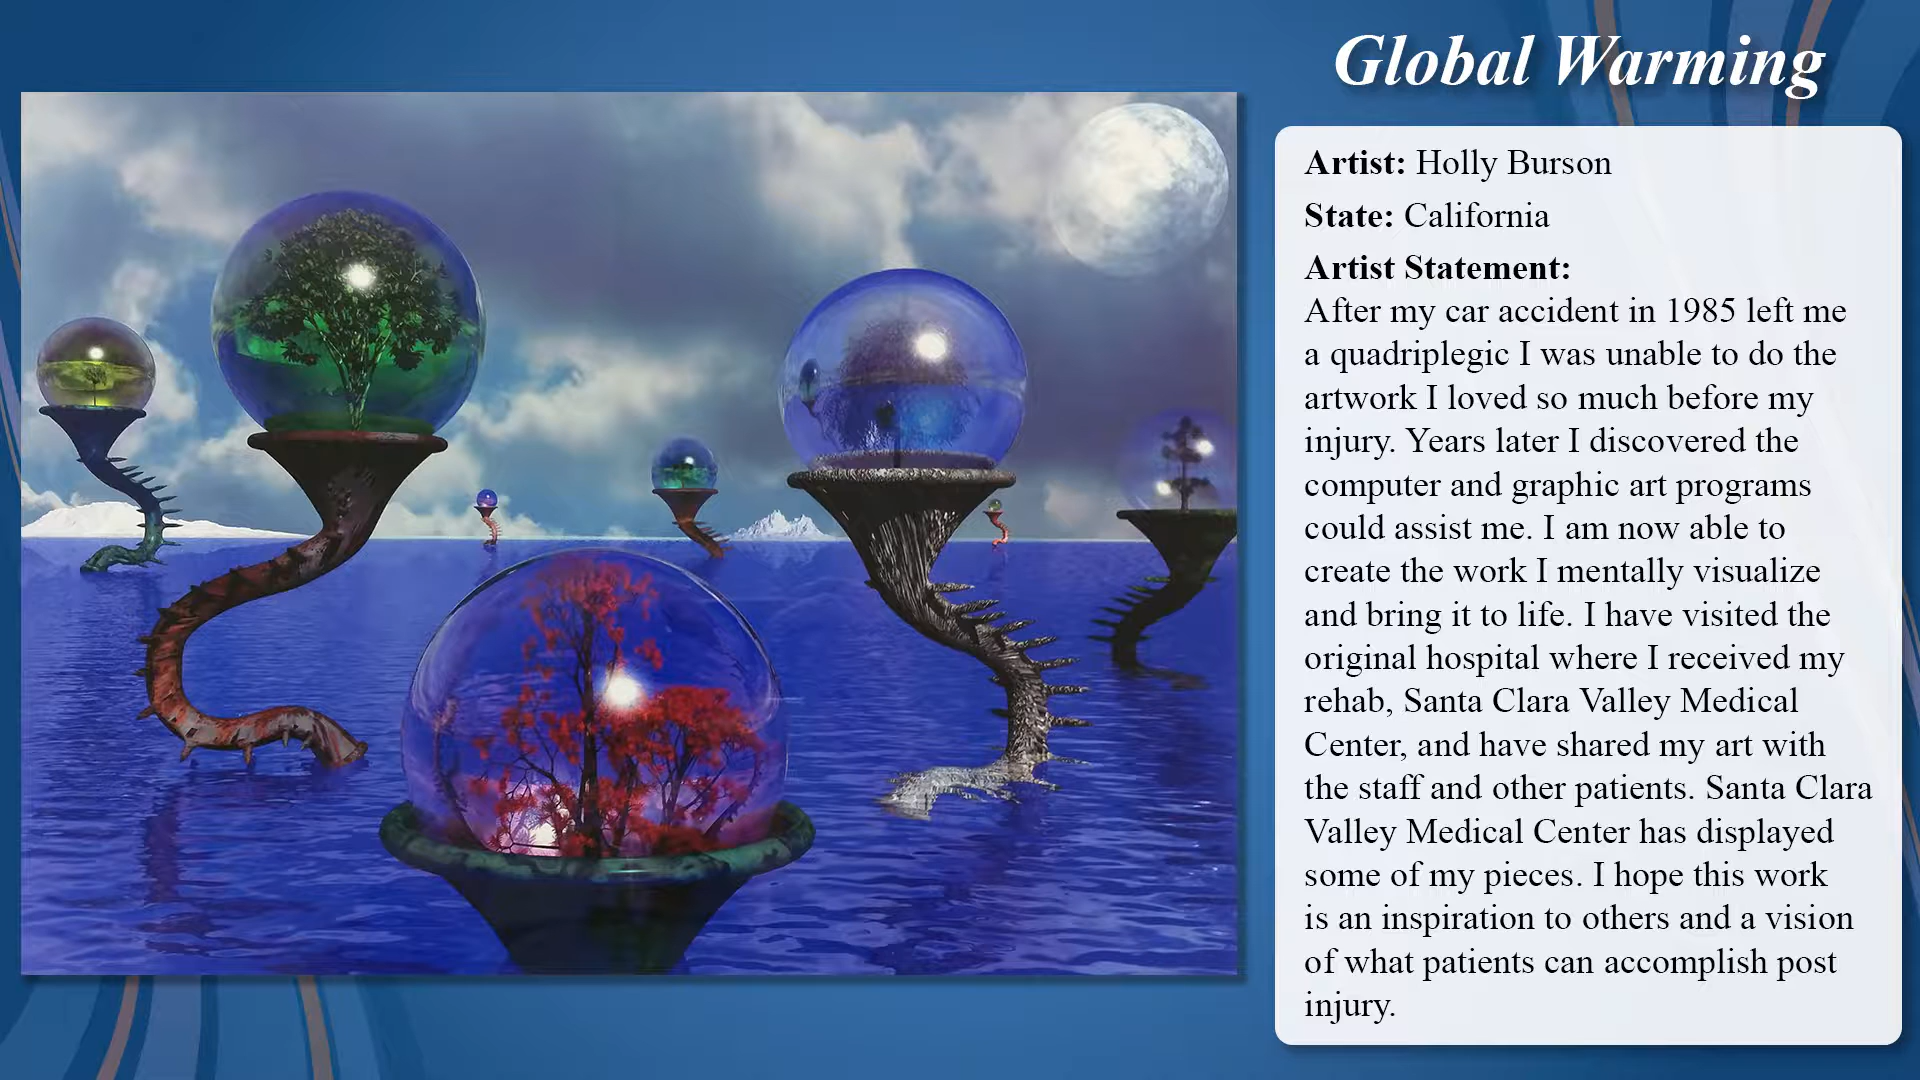 Global Warming
Artist: Holly Burson
State: California
Artist Statement:
After my car accident in 1985 left me
a quadriplegic I was unable to do the
artwork I loved so much before my
injury. Years later I discovered the
computer and graphic art programs
could assist me. I am now able to
create the work I mentally visualize
and bring it to life. I have visited the
original hospital where I received my
rehab, Santa Clara Valley Medical
Center, and have shared my art with
the staff and other patients. Santa Clara
Valley Medical Center has displayed
some of my pieces. I hope this work
is an inspiration to others and a vision
of what patients can accomplish post
injury.